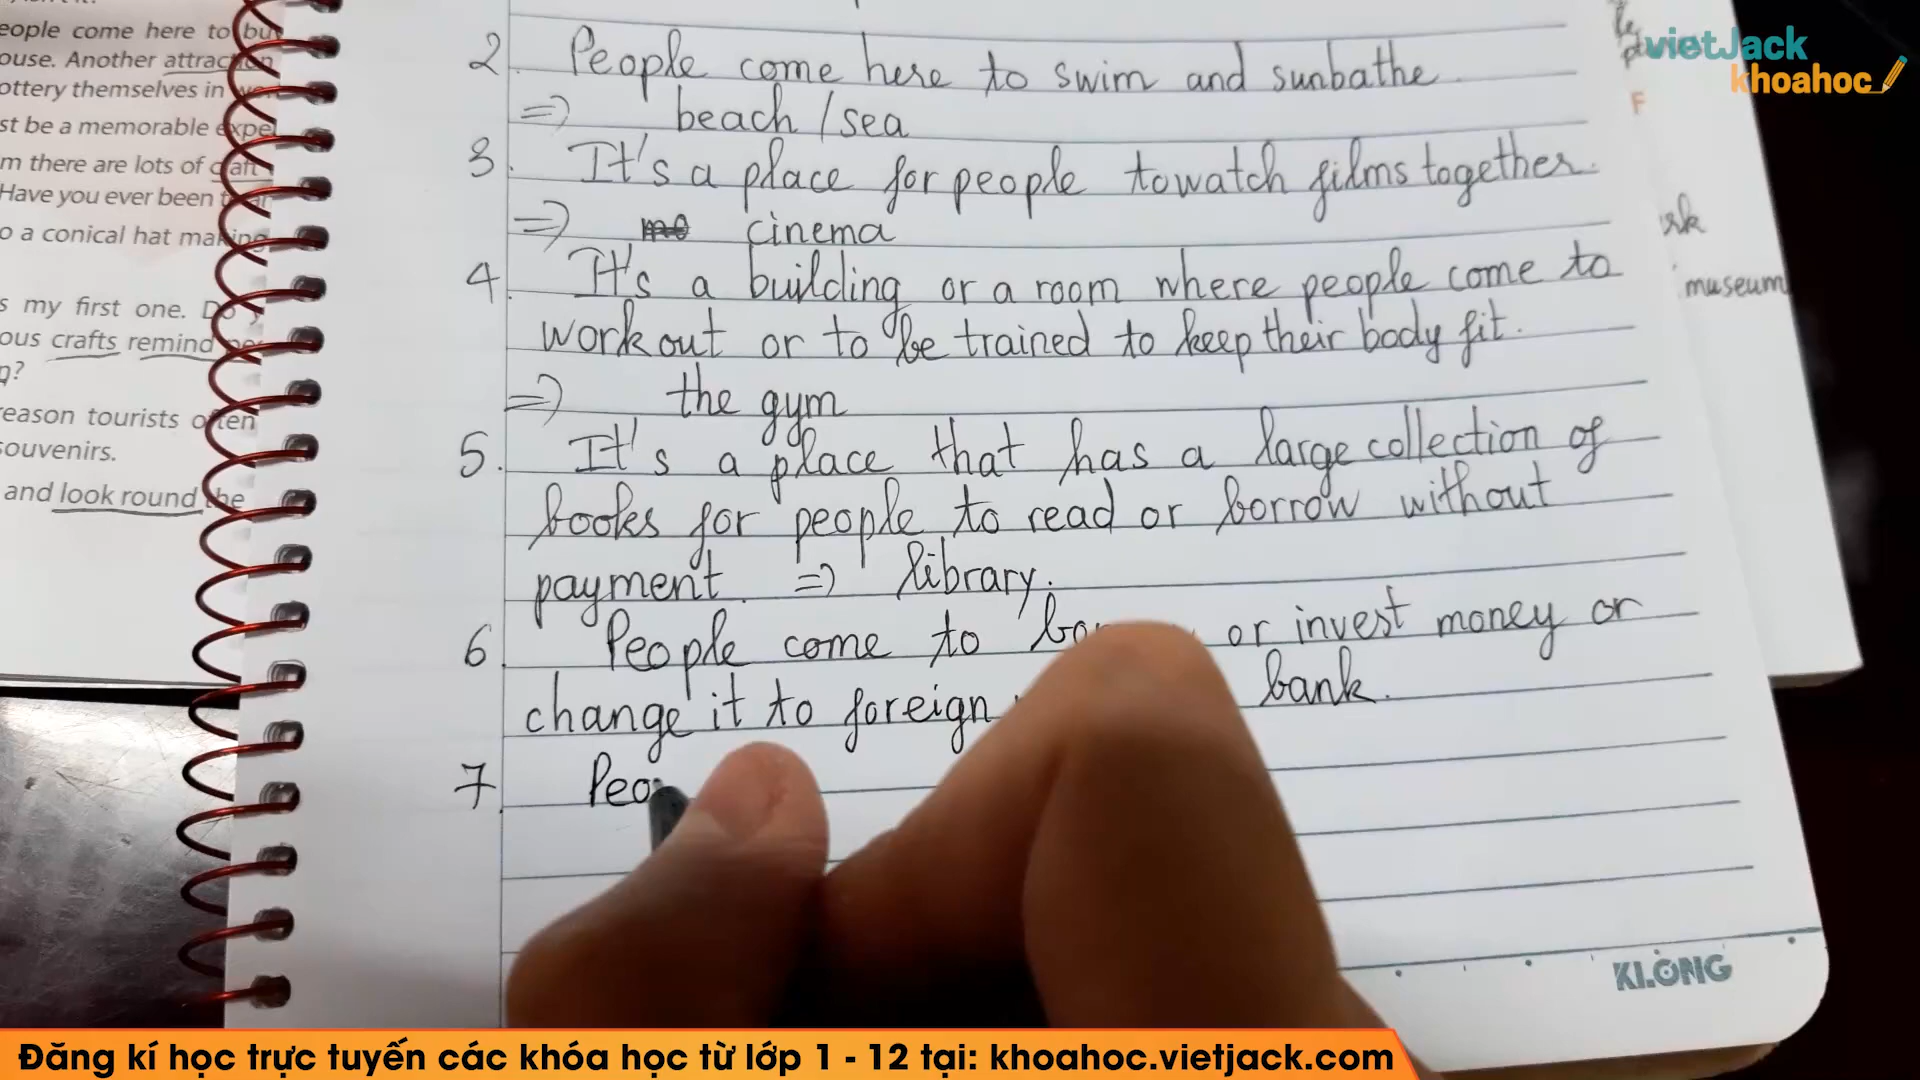 eople come here to bu
ouse. Another attraction
ottery themselves in
st be a memorable expe
m there are lots of craft
Have you ever been
o a conical hat making
s my first one. Do y
ous crafts remind
eason tourists often
souvenirs.
and look round the
2. People come here to swim and sunbathe
=> beach / sea
3. It's a place for people to watch films together.
=> cinema
4. It's a building or a room where people come to
work out or to be trained to keep their body fit.
=> the gym
5. It's a place that has a large collection of
books for people to read or borrow without
payment. => library.
6 People come to or invest money or
change it to foreign bank.
7 Peo
museum
F
vietJack
khoahoc
KLONG
Đăng kí học trực tuyến các khóa học từ lớp 1 - 12 tại: khoahoc.vietjack.com